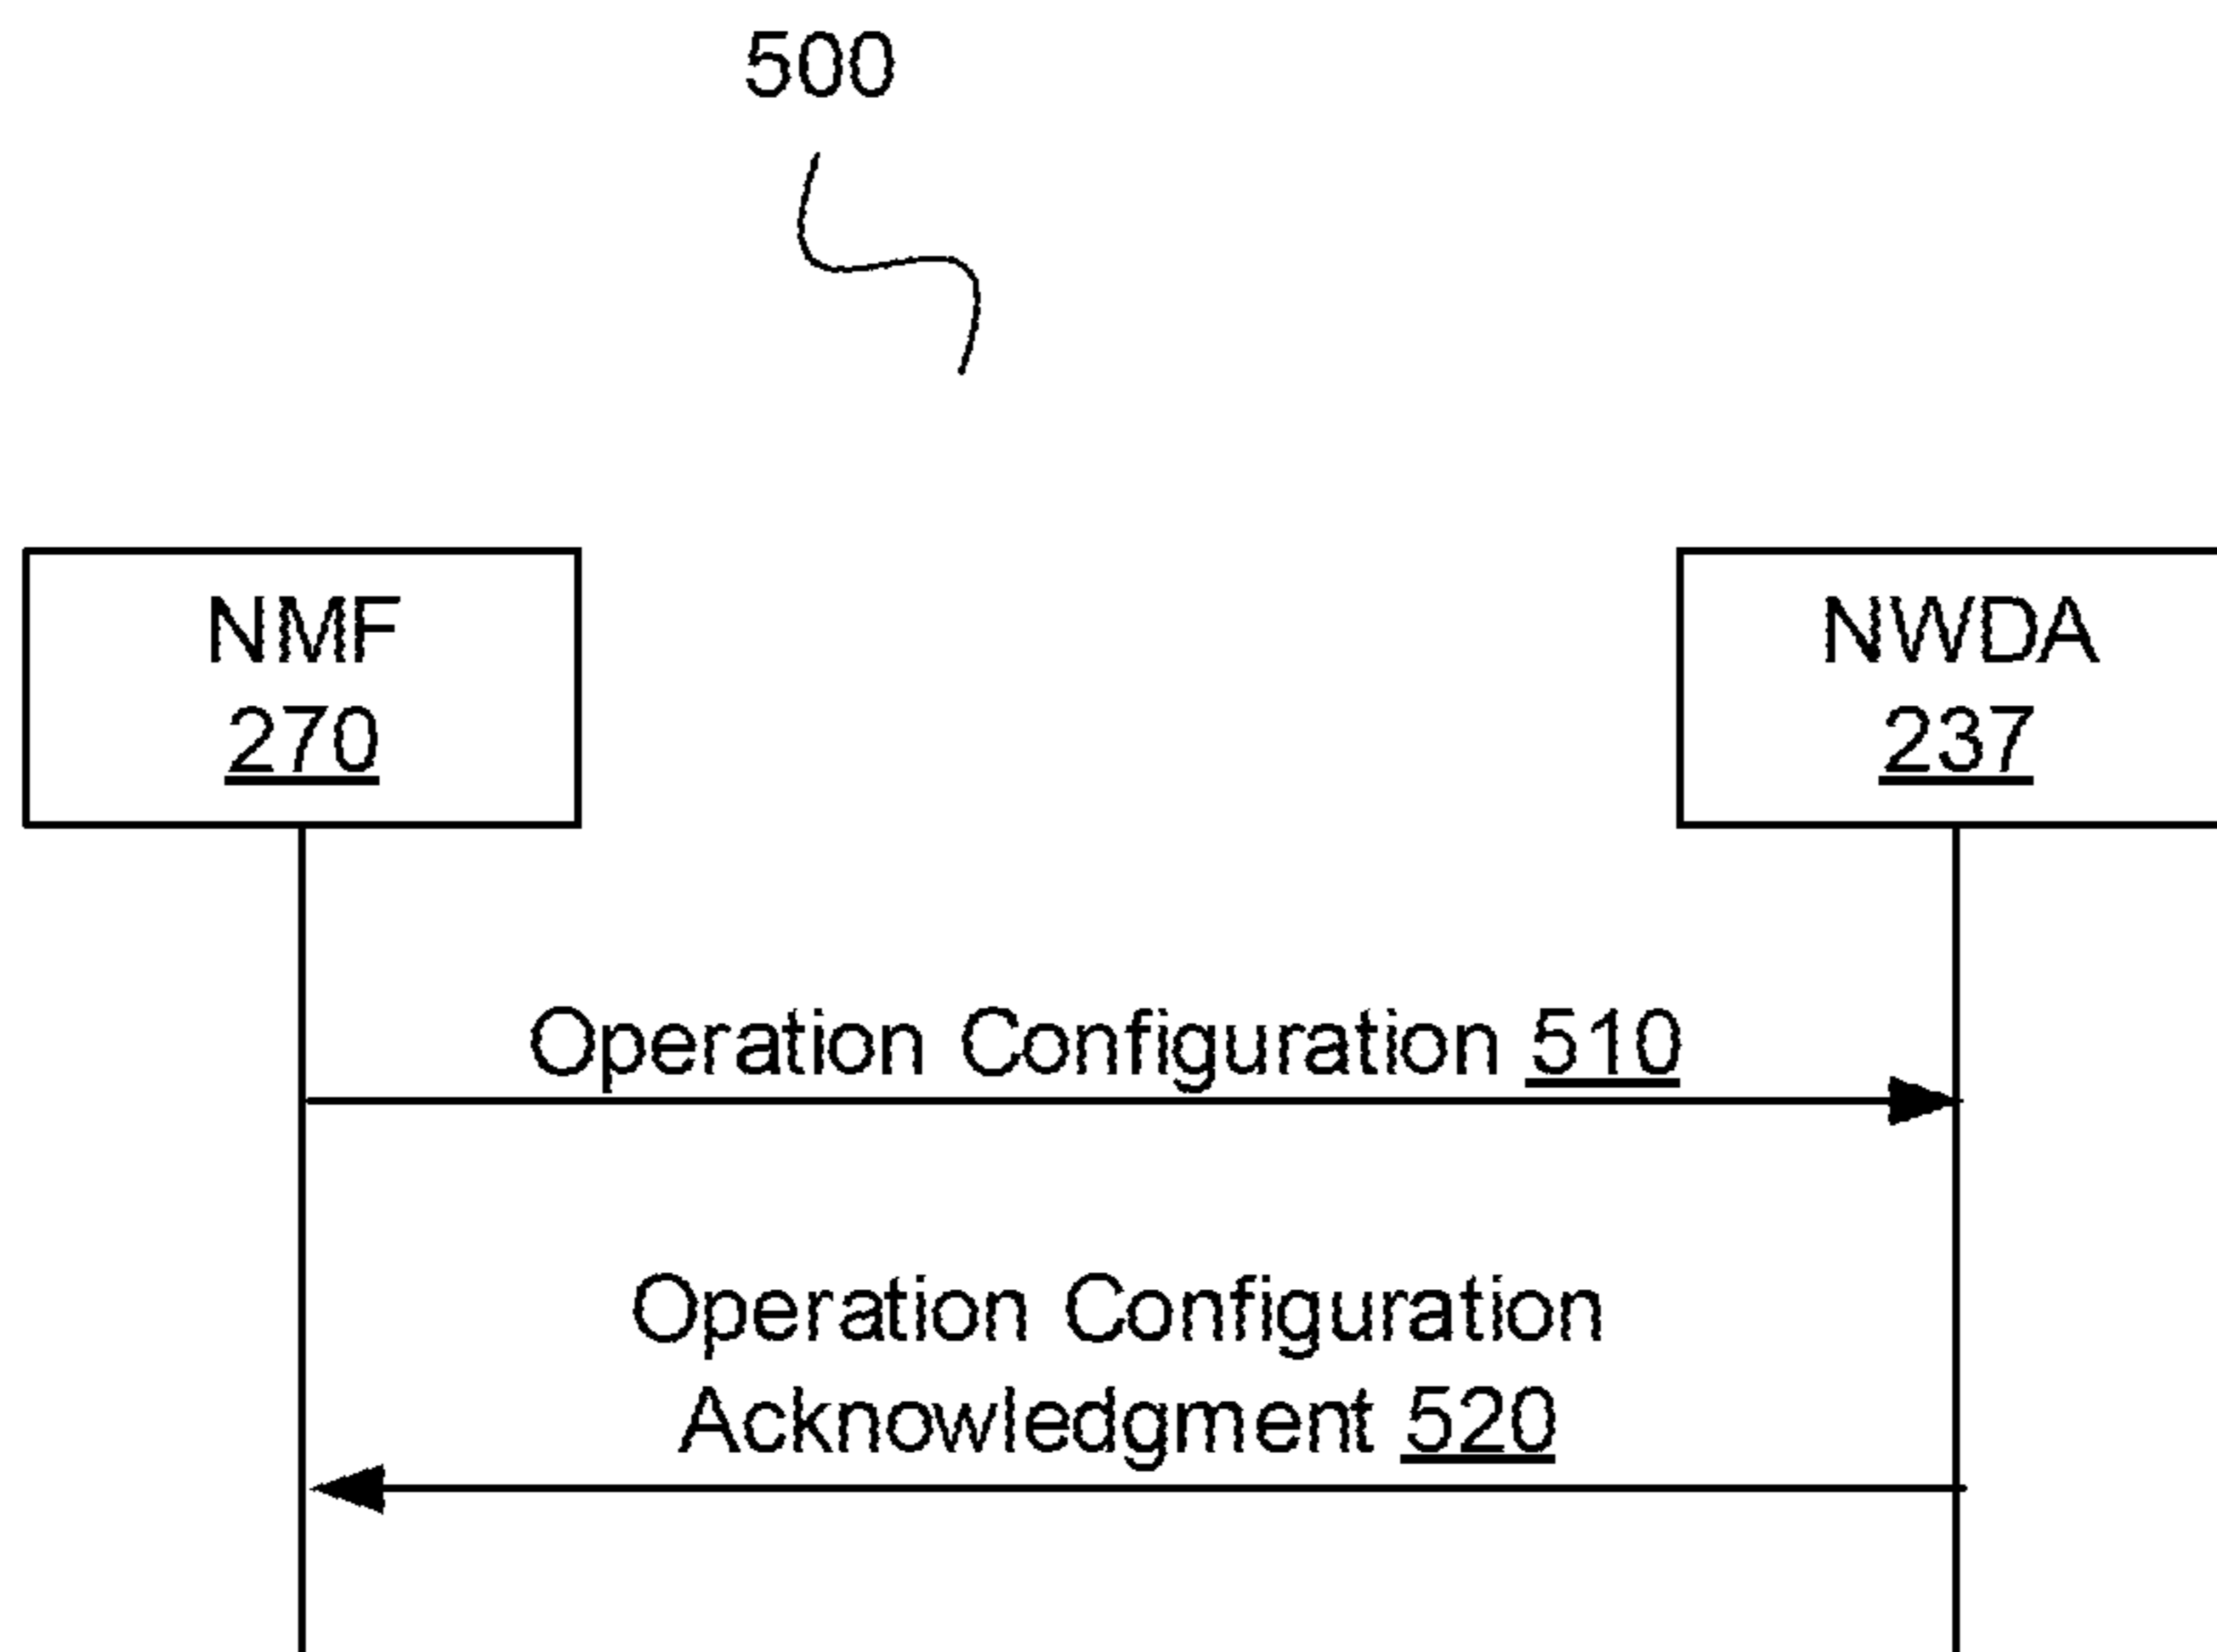 500
NMF
270
NWDA
237
Operation Configuration 510
Operation Configuration
Acknowledgment 520